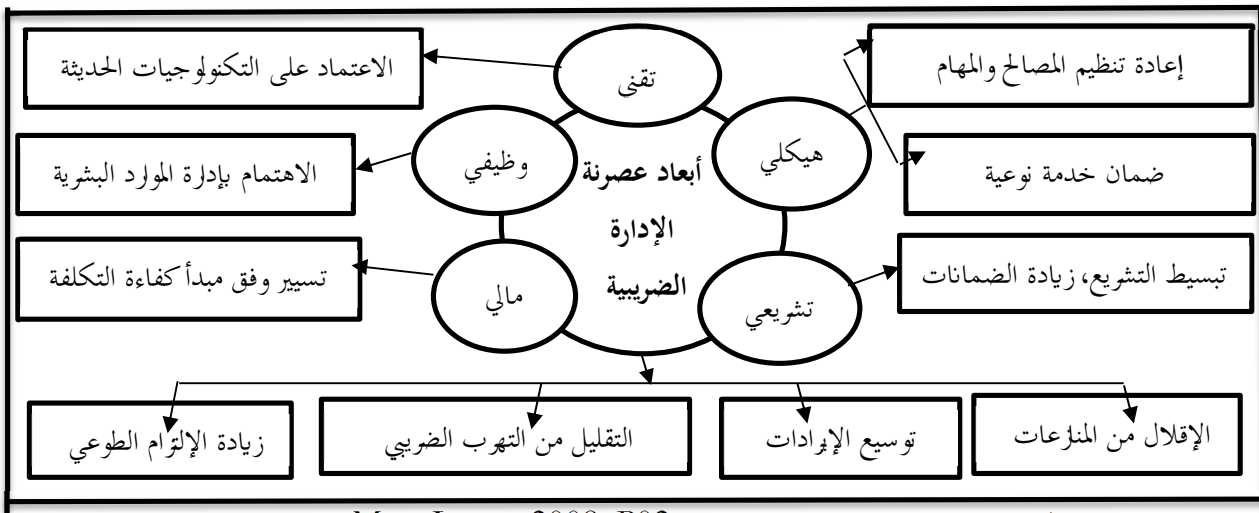 إعادة تنظيم المصالح والمهام
تقني
الاعتماد على التكنولوجيات الحديثة
هيكلي
وظيفي
ضمان خدمة نوعية
الاهتمام بإدارة الموارد البشرية
أبعاد عصرنة
الإدارة
الضريبية
تبسيط التشريع، زيادة الضمانات
تشريعي
مالي
تسيير وفق مبدأ كفاءة التكلفة
الإقلال من المنازعات
توسيع الإيرادات
التقليل من التهرب الضريبي
زيادة الإلتزام الطوعي